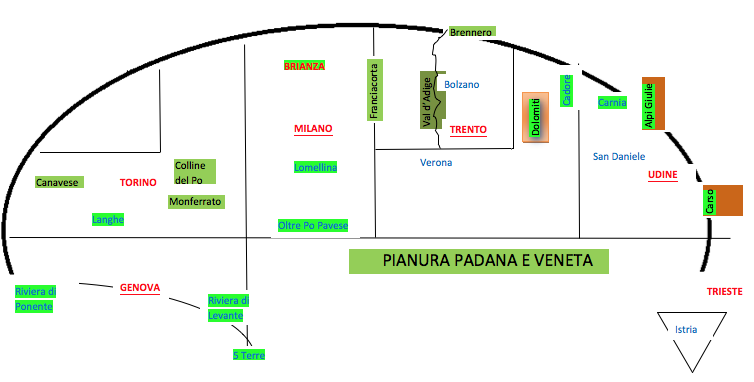 Brennero
BRIANZA
Franciacorta
Val d'Adige
Bolzano
Cadore
Dolomiti
Carnia
Alpi Giulie
MILANO
TRENTO
Colline
del Po
Canavese
TORINO
Lomellina
Verona
San Daniele
UDINE
Monferrato
Carso
Langhe
Oltre Po Pavese
PIANURA PADANA E VENETA
Riviera di
Ponente
GENOVA
Riviera di
Levante
TRIESTE
Istria
5 Terre